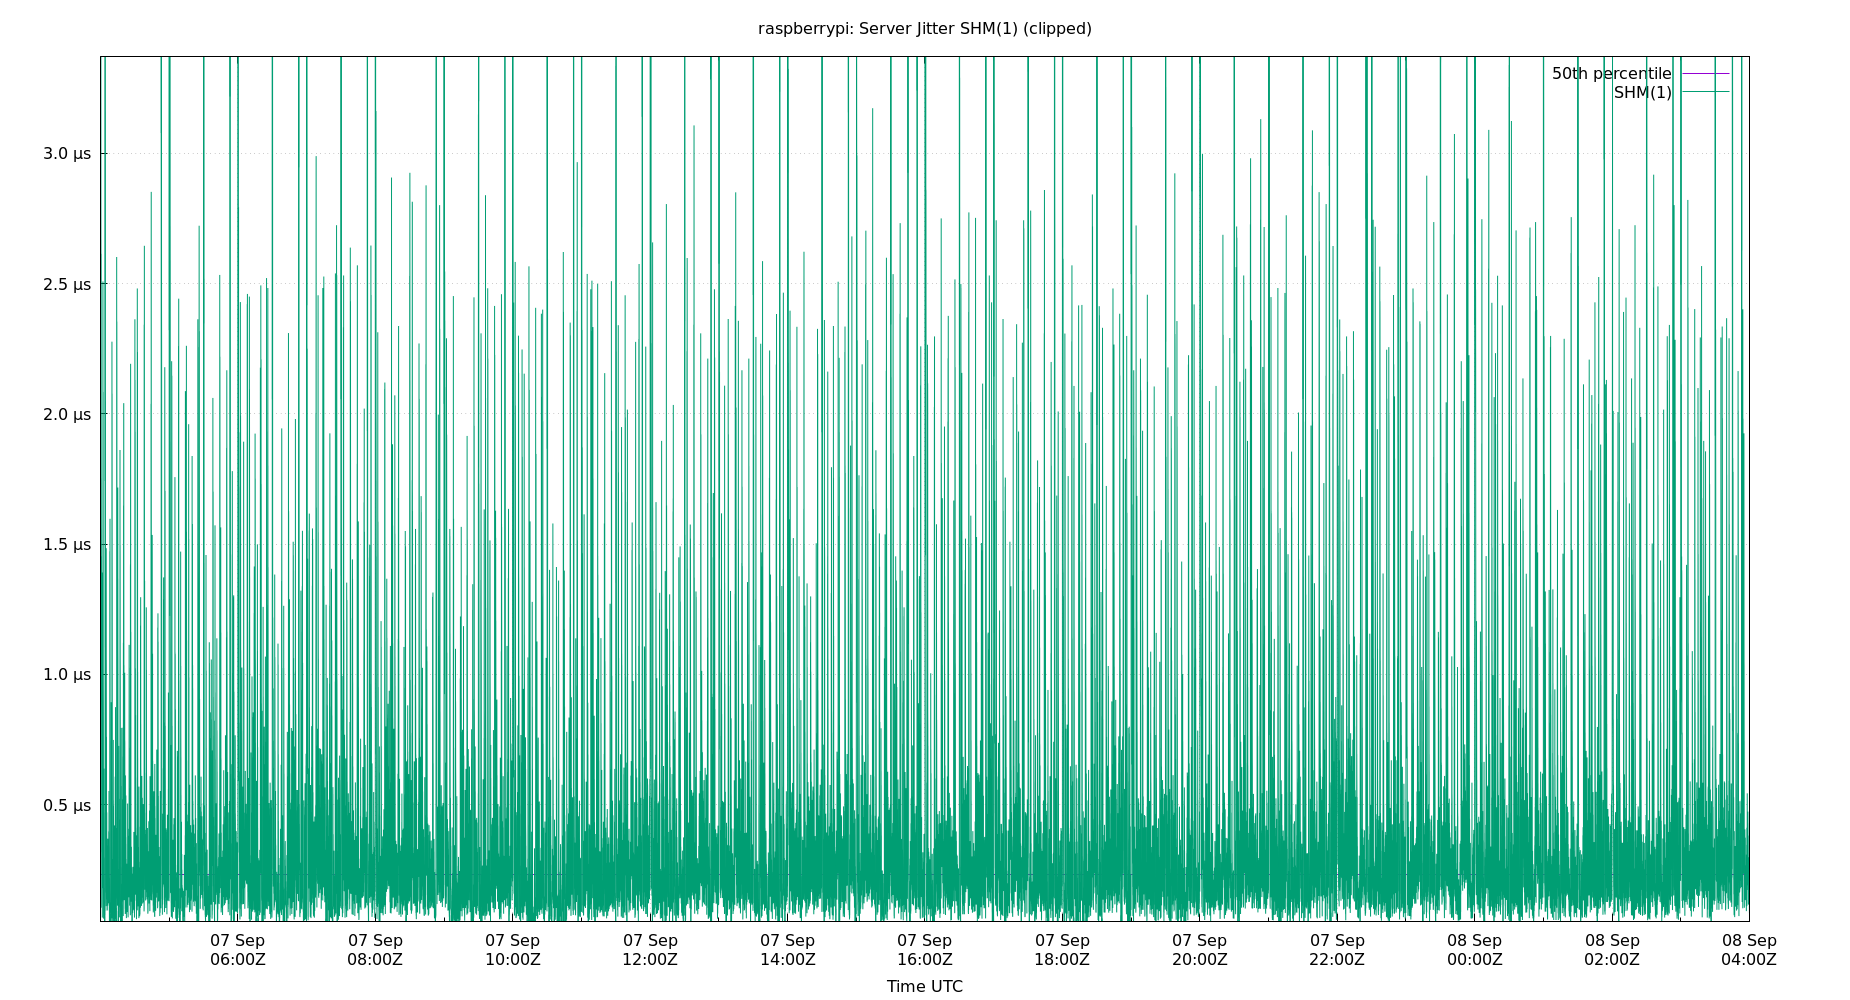 raspberrypi: Server Jitter SHM(1) (clipped)
50th percentile
SHM(1)
3.0 µs
2.5 µs
2.0 µs
1.5 µs
1.0 µs
0.5 µs
07 Sep 07 Sep 07 Sep 07 Sep 07 Sep 07 Sep 07 Sep 07 Sep 07 Sep 08 Sep 08 Sep 08 Sep
06:00Z 08:00Z 10:00Z 12:00Z 14:00Z 16:00Z 18:00Z 20:00Z 22:00Z 00:00Z 02:00Z 04:00Z
Time UTC